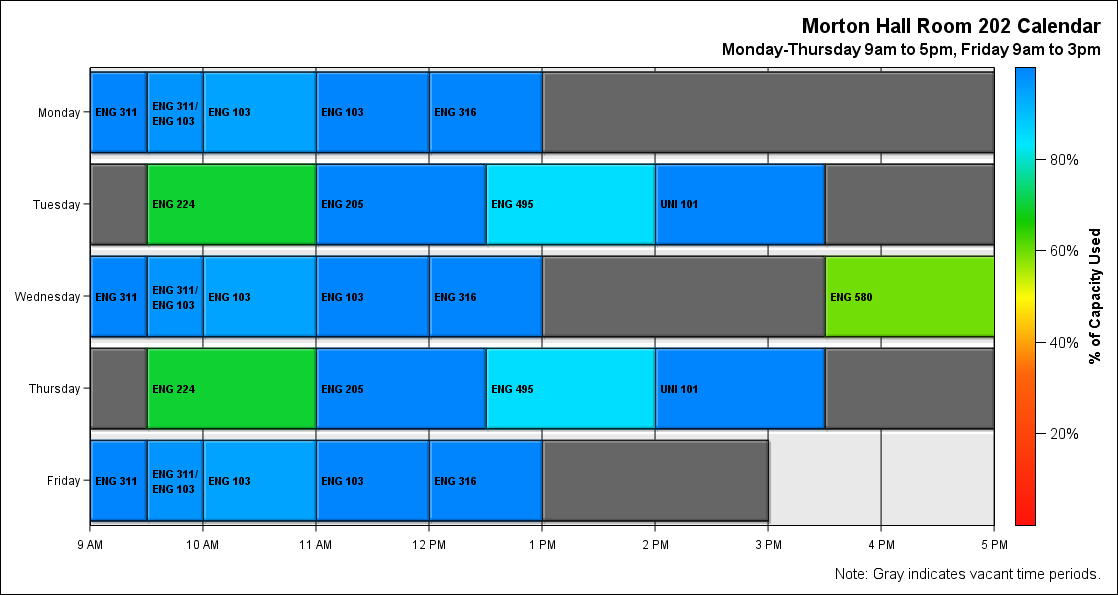 Morton Hall Room 202 Calendar
Monday-Thursday 9am to 5pm, Friday 9am to 3pm
Monday
ENG 311
ENG 311/
ENG 103
ENG 103
ENG 103
ENG 316
Tuesday
ENG 224
ENG 205
ENG 495
UNI 101
Wednesday
ENG 311
ENG 311/
ENG 103
ENG 103
ENG 103
ENG 316
ENG 580
Thursday
ENG 224
ENG 205
ENG 495
UNI 101
Friday
ENG 311
ENG 311/
ENG 103
ENG 103
ENG 103
ENG 316
9 AM
10 AM
11 AM
12 PM
1 PM
2 PM
3 PM
4 PM
5 PM
80%
60%
40%
20%
% of Capacity Used
Note: Gray indicates vacant time periods.